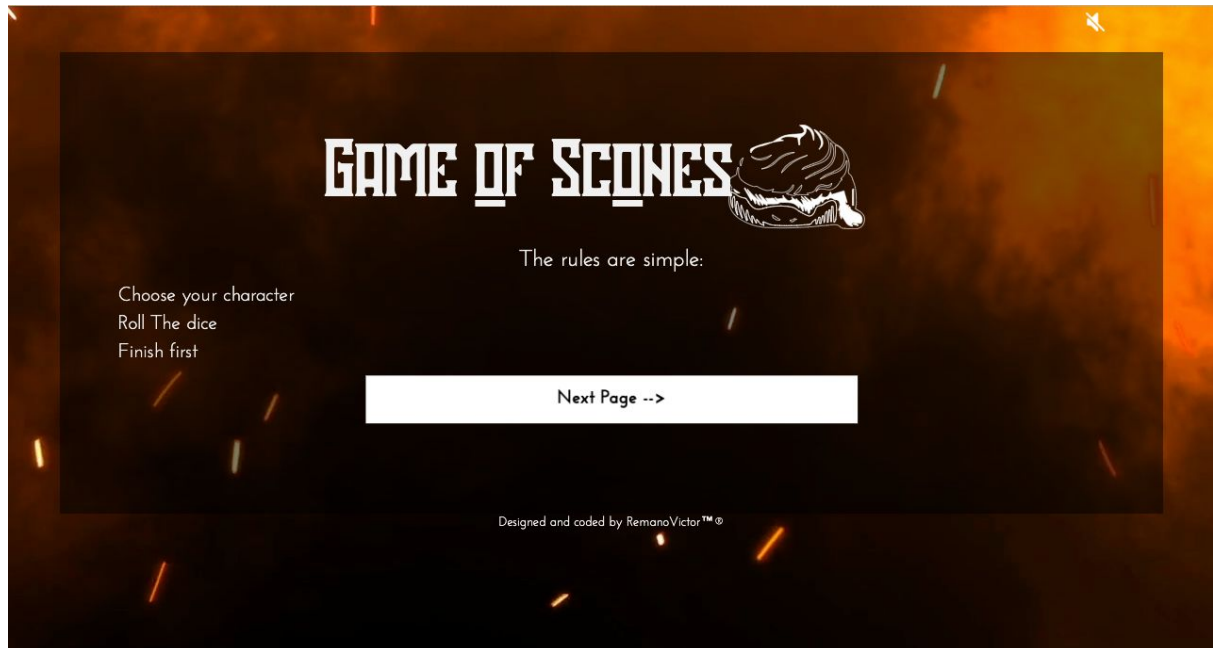 Game of Scones
The rules are simple:
Choose your character
Roll The dice
Finish first
Next Page -->
Designed and coded by RemanoVictor™®